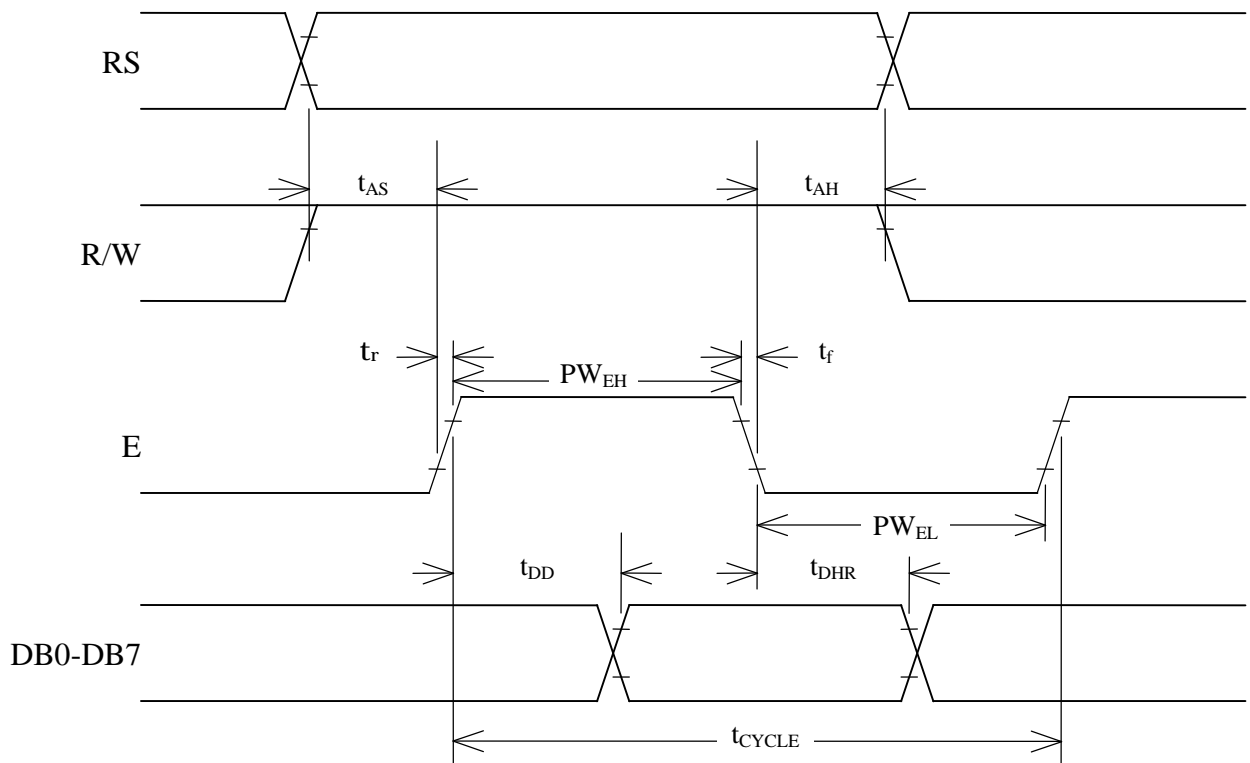 RS
tAS
tAH
R/W
tr
tf
PWEH
E
PWEL
tDD
tDHR
DB0-DB7
tCYCLE